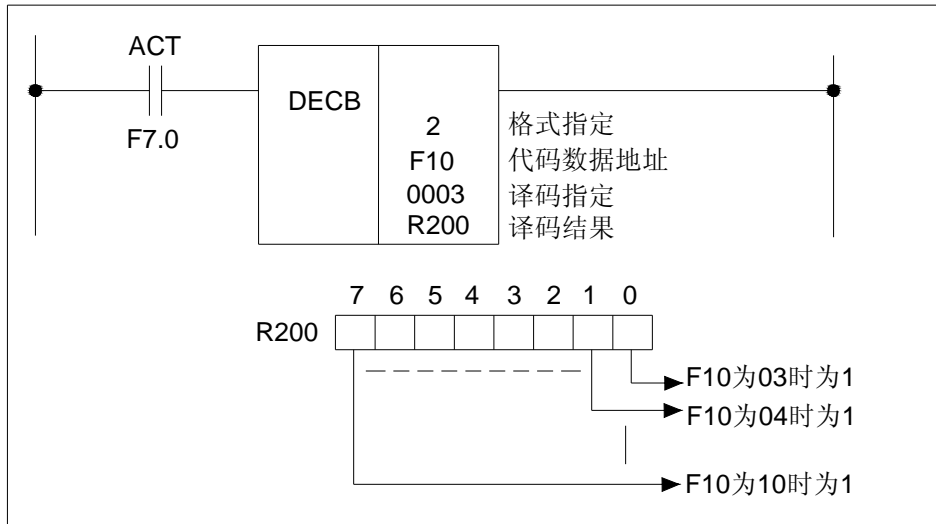 ACT
F7.0
DECB
2 格式指定
F10 代码数据地址
0003 译码指定
R200 译码结果
7 6 5 4 3 2 1 0
R200
F10为03时为1
F10为04时为1
F10为10时为1